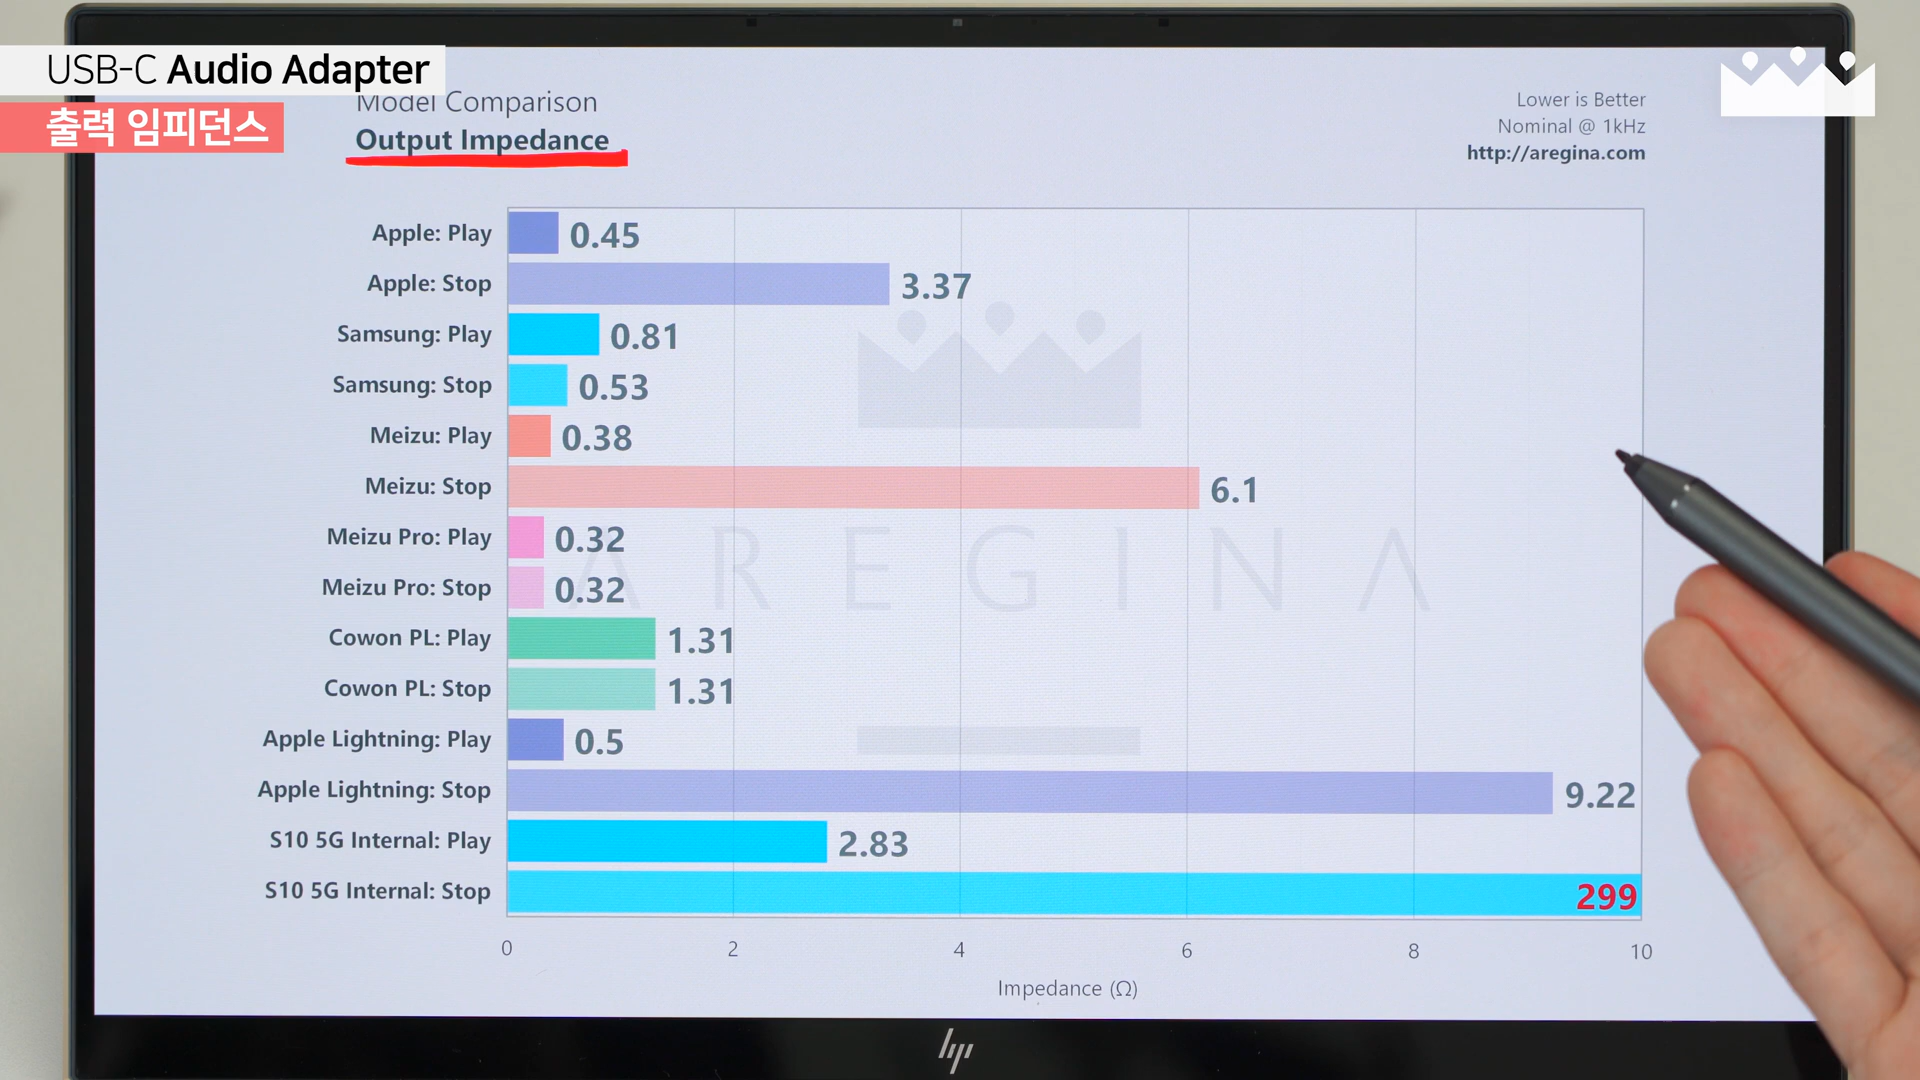 USB-C Audio Adapter
출력 임피던스
Model Comparison
Output Impedance
Lower is Better
Nominal @ 1kHz
http://aregina.com
Apple: Play 0.45
Apple: Stop 3.37
Samsung: Play 0.81
Samsung: Stop 0.53
Meizu: Play 0.38
Meizu: Stop 6.1
Meizu Pro: Play 0.32
Meizu Pro: Stop 0.32
Cowon PL: Play 1.31
Cowon PL: Stop 1.31
Apple Lightning: Play 0.5
Apple Lightning: Stop 9.22
S10 5G Internal: Play 2.83
S10 5G Internal: Stop 299
0 2 4 6 8 10
Impedance (Ω)
AREGINA
hp